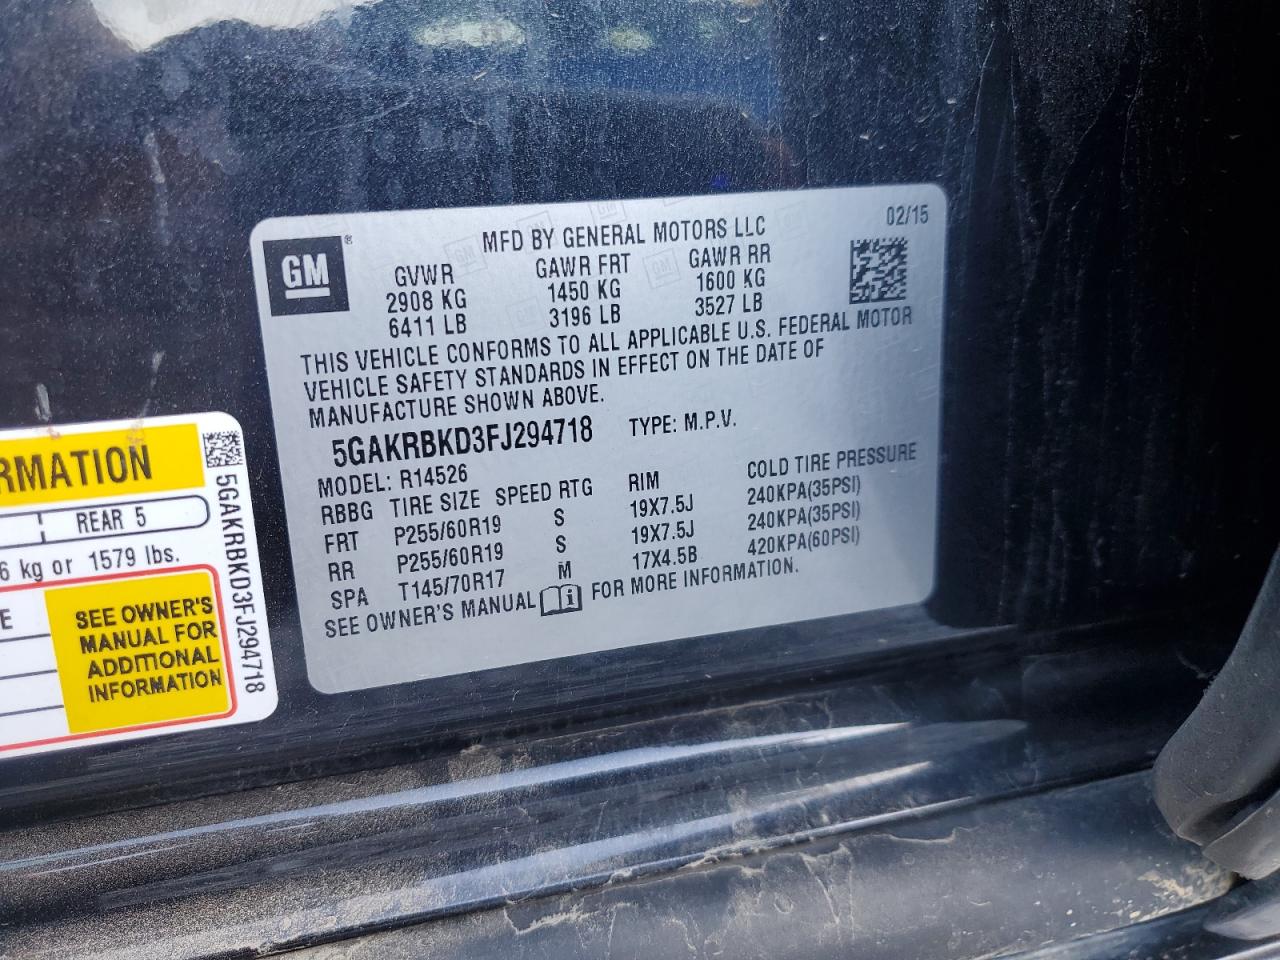 GM ®
MFD BY GENERAL MOTORS LLC 02/15
GVWR GAWR FRT GAWR RR
2908 KG 1450 KG 1600 KG
6411 LB 3196 LB 3527 LB
THIS VEHICLE CONFORMS TO ALL APPLICABLE U.S. FEDERAL MOTOR
VEHICLE SAFETY STANDARDS IN EFFECT ON THE DATE OF
MANUFACTURE SHOWN ABOVE.
5GAKRBKD3FJ294718 TYPE: M.P.V.
MODEL: R14526
RBBG TIRE SIZE SPEED RTG RIM COLD TIRE PRESSURE
FRT P255/60R19 S 19X7.5J 240KPA(35PSI)
RR P255/60R19 S 19X7.5J 240KPA(35PSI)
SPA T145/70R17 M 17X4.5B 420KPA(60PSI)
SEE OWNER'S MANUAL FOR MORE INFORMATION.
RMATION
REAR 5
6 kg or 1579 lbs.
E
SEE OWNER'S
MANUAL FOR
ADDITIONAL
INFORMATION
5GAKRBKD3FJ294718